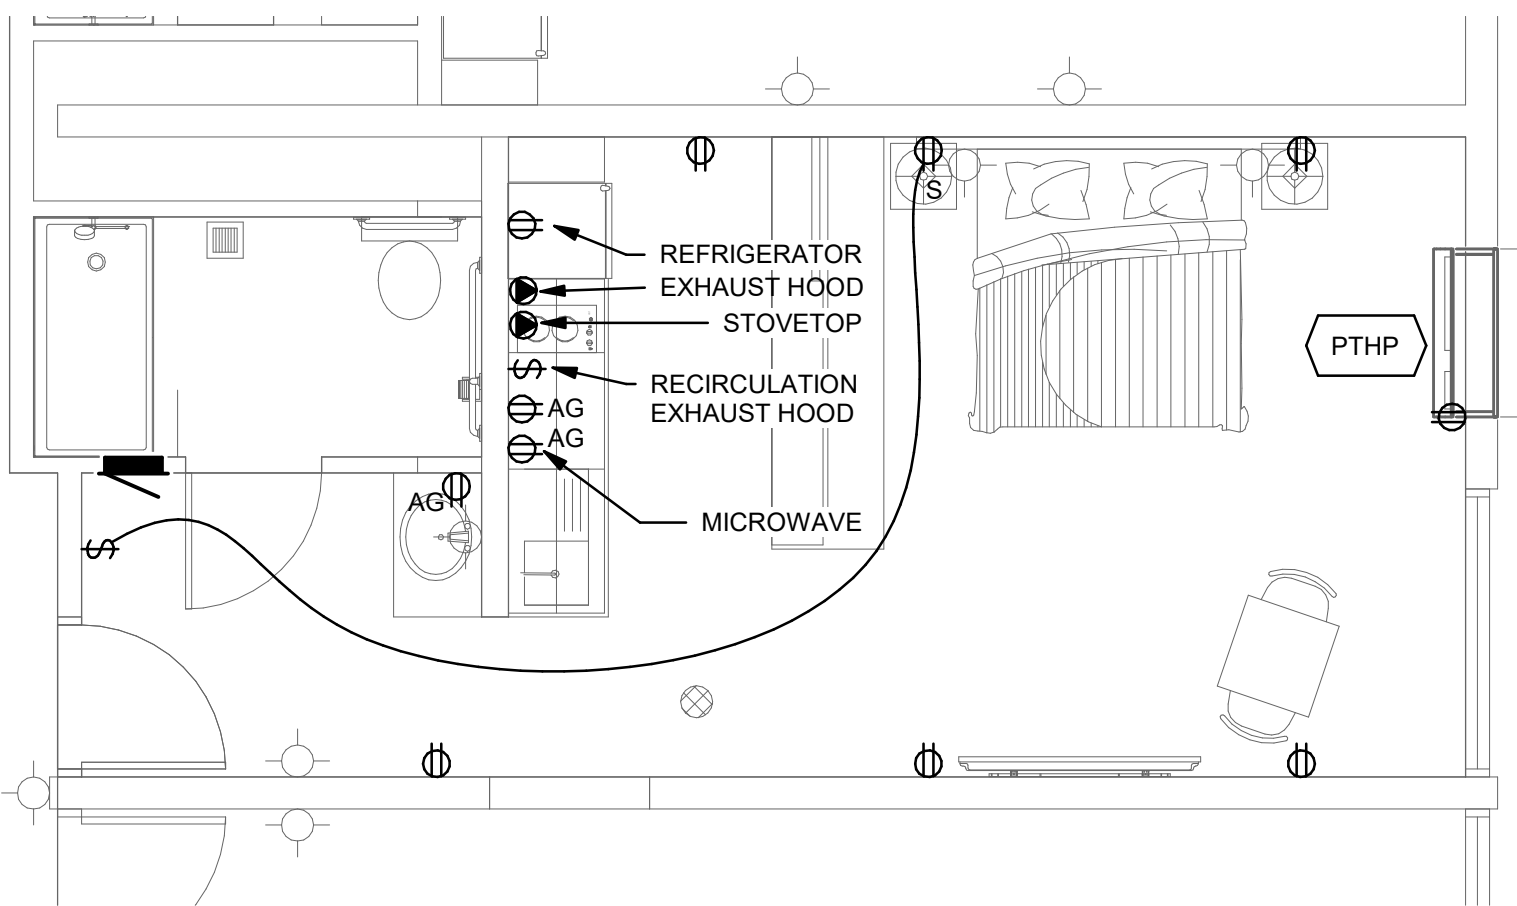 S
REFRIGERATOR
EXHAUST HOOD
STOVETOP
PTHP
S
RECIRCULATION
EXHAUST HOOD
AG
AG
AG
MICROWAVE
S